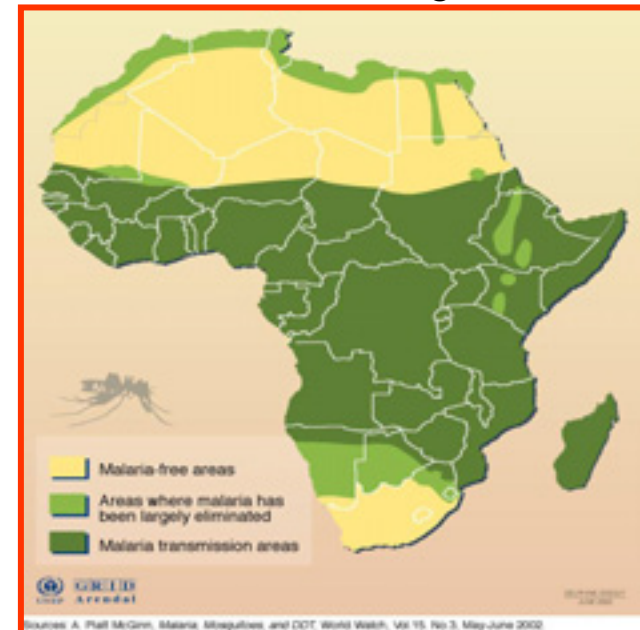 Malaria-free areas
Areas where malaria has
been largely eliminated
Malaria transmission areas
UNEP
GRID
Arendal
Sources: A. Platt McGinn, Malaria, Mosquitoes, and DDT, World Watch, Vol 15, No 3, May-June 2002.